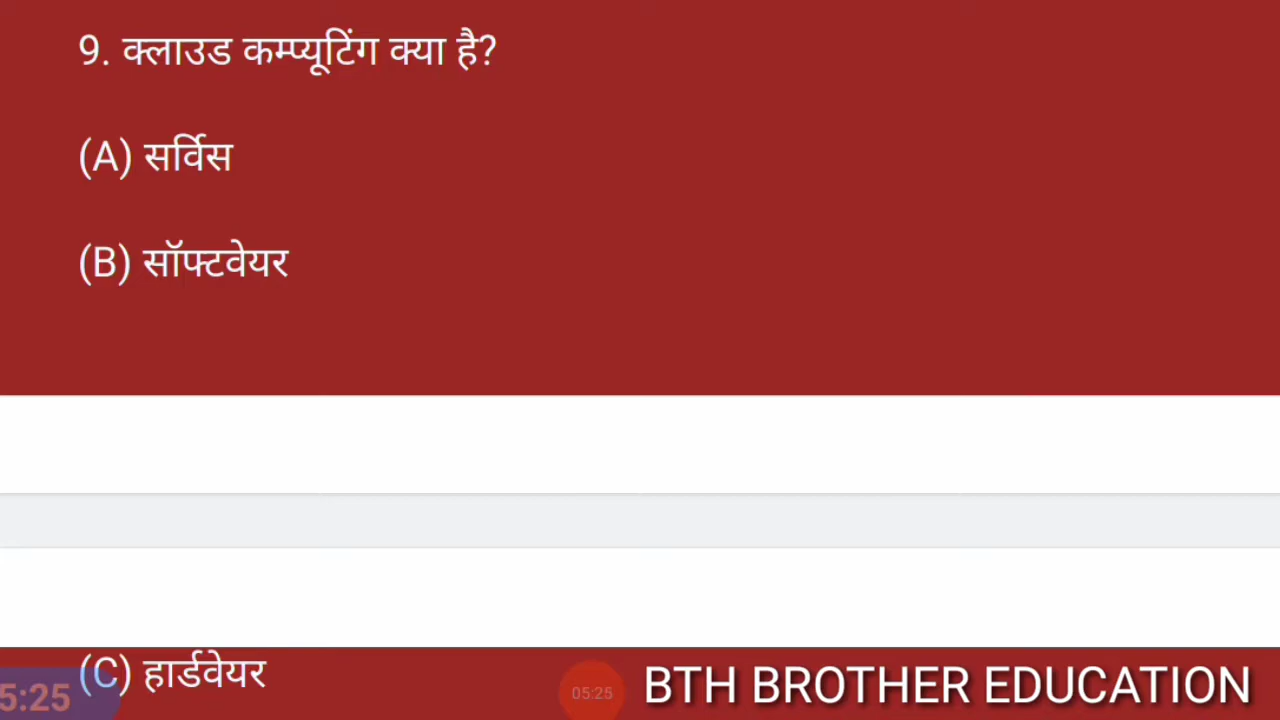 9. क्लाउड कम्प्यूटिंग क्या है?
(A) सर्विस
(B) सॉफ्टवेयर
(C) हार्डवेयर
5:25
05:25
BTH BROTHER EDUCATION